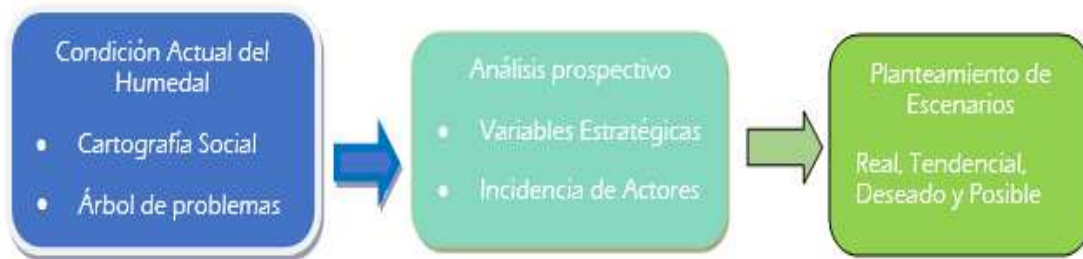 Condición Actual del
Humedal
• Cartografía Social
• Árbol de problemas
Análisis prospectivo
• Variables Estratégicas
• Incidencia de Actores
Planteamiento de
Escenarios
Real, Tendencial,
Deseado y Posible